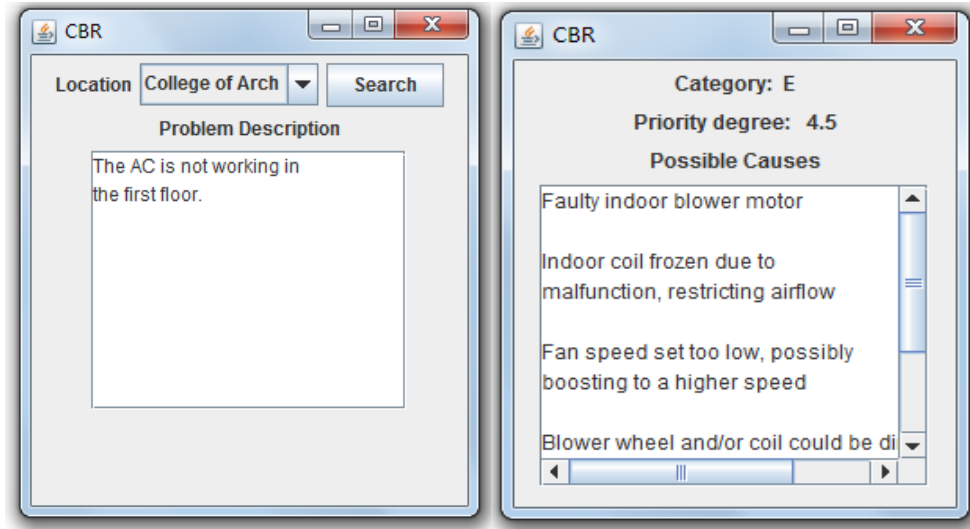 CBR
Location College of Arch Search
Problem Description
The AC is not working in
the first floor.
CBR
Category: E
Priority degree: 4.5
Possible Causes
Faulty indoor blower motor
Indoor coil frozen due to
malfunction, restricting airflow
Fan speed set too low, possibly
boosting to a higher speed
Blower wheel and/or coil could be